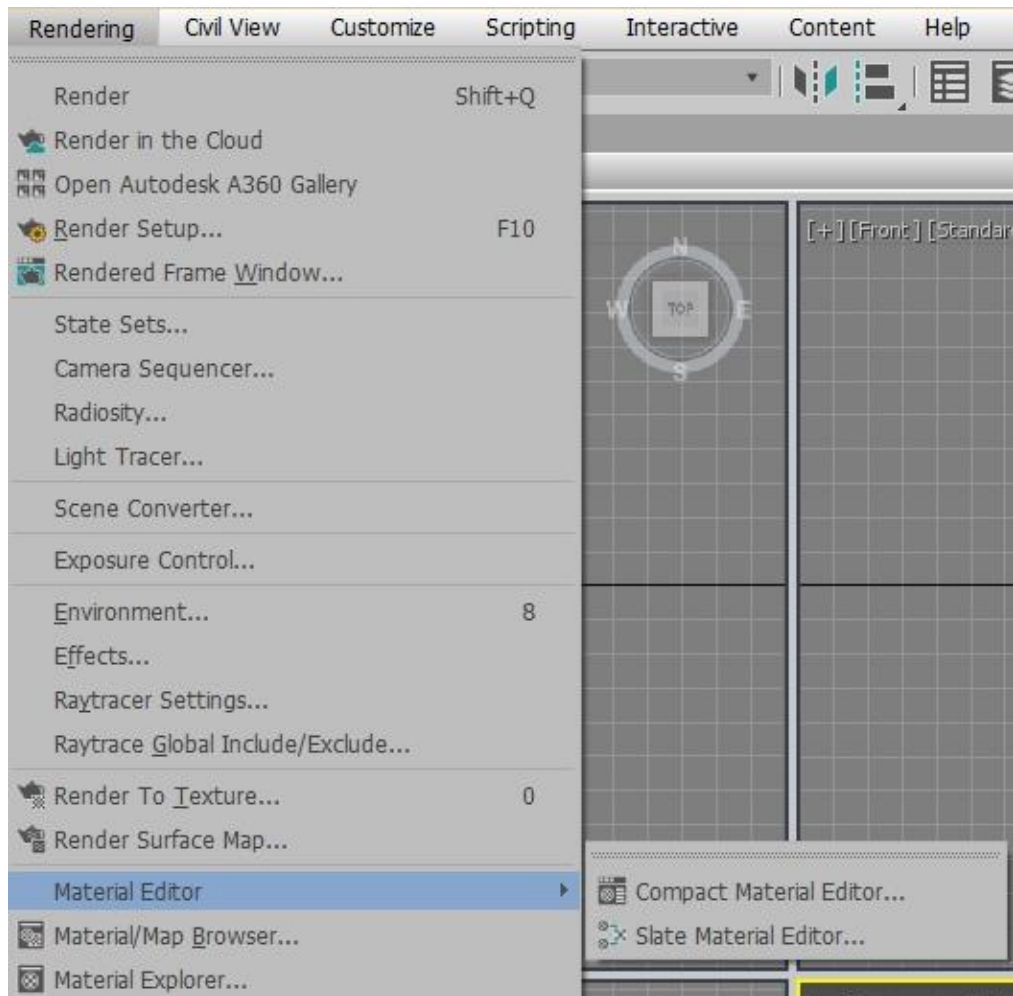 Rendering Civil View Customize Scripting Interactive Content Help
Render Shift+Q
Render in the Cloud
Open Autodesk A360 Gallery
Render Setup... F10
Rendered Frame Window...
State Sets...
Camera Sequencer...
Radiosity...
Light Tracer...
Scene Converter...
Exposure Control...
Environment... 8
Effects...
Raytracer Settings...
Raytrace Global Include/Exclude...
Render To Texture... 0
Render Surface Map...
Material Editor
Material/Map Browser...
Material Explorer...
Compact Material Editor...
Slate Material Editor...
N
W TOP E
S
[+] [Front] [Standar